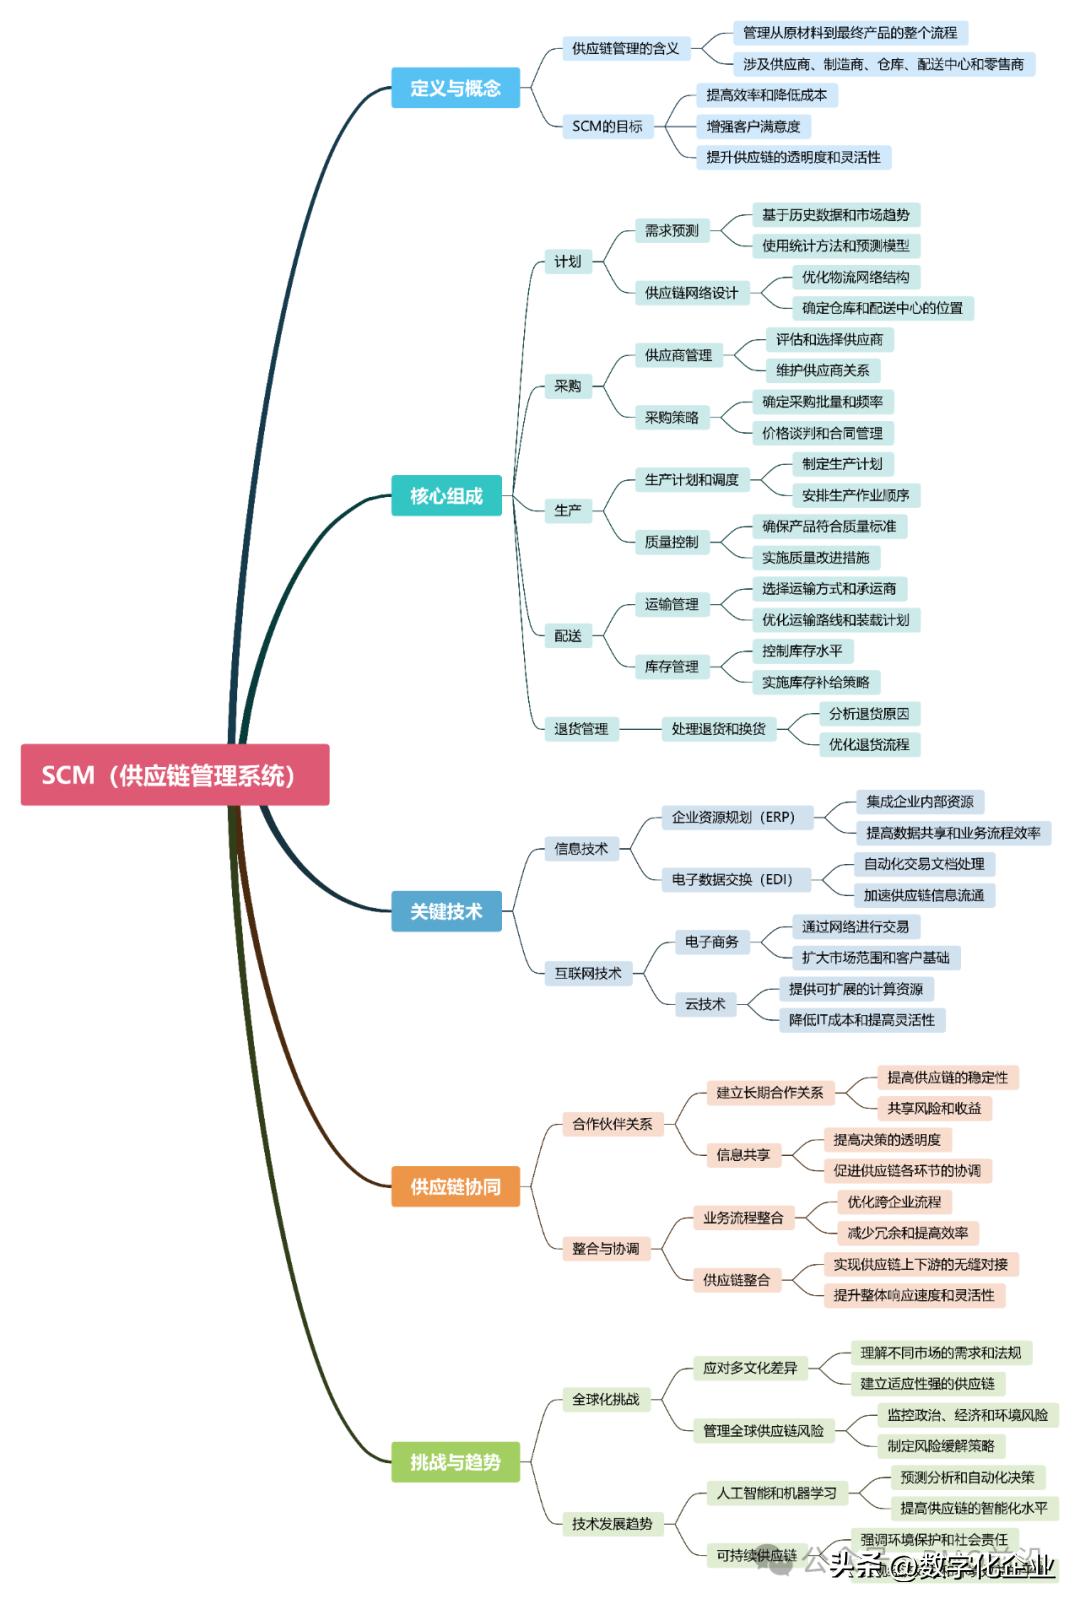 SCM（供应链管理系统）
定义与概念
供应链管理的含义
管理从原材料到最终产品的整个流程
涉及供应商、制造商、仓库、配送中心和零售商
SCM的目标
提高效率和降低成本
增强客户满意度
提升供应链的透明度和灵活性
核心组成
计划
需求预测
基于历史数据和市场趋势
使用统计方法和预测模型
供应链网络设计
优化物流网络结构
确定仓库和配送中心的位置
采购
供应商管理
评估和选择供应商
维护供应商关系
采购策略
确定采购批量和频率
价格谈判和合同管理
生产
生产计划和调度
制定生产计划
安排生产作业顺序
质量控制
确保产品符合质量标准
实施质量改进措施
配送
运输管理
选择运输方式和承运商
优化运输路线和装载计划
库存管理
控制库存水平
实施库存补给策略
退货管理
处理退货和换货
分析退货原因
优化退货流程
关键技术
信息技术
企业资源规划（ERP）
集成企业内部资源
提高数据共享和业务流程效率
电子数据交换（EDI）
自动化交易文档处理
加速供应链信息流通
互联网技术
电子商务
通过网络进行交易
扩大市场范围和客户基础
云技术
提供可扩展的计算资源
降低IT成本和提高灵活性
供应链协同
合作伙伴关系
建立长期合作关系
提高供应链的稳定性
共享风险和收益
信息共享
提高决策的透明度
促进供应链各环节的协调
整合与协调
业务流程整合
优化跨企业流程
减少冗余和提高效率
供应链整合
实现供应链上下游的无缝对接
提升整体响应速度和灵活性
挑战与趋势
全球化挑战
应对多文化差异
理解不同市场的需求和法规
建立适应性强的供应链
管理全球供应链风险
监控政治、经济和环境风险
制定风险缓解策略
技术发展趋势
人工智能和机器学习
预测分析和自动化决策
提高供应链的智能化水平
可持续供应链
强调环境保护和社会责任
头条 @数字化企业